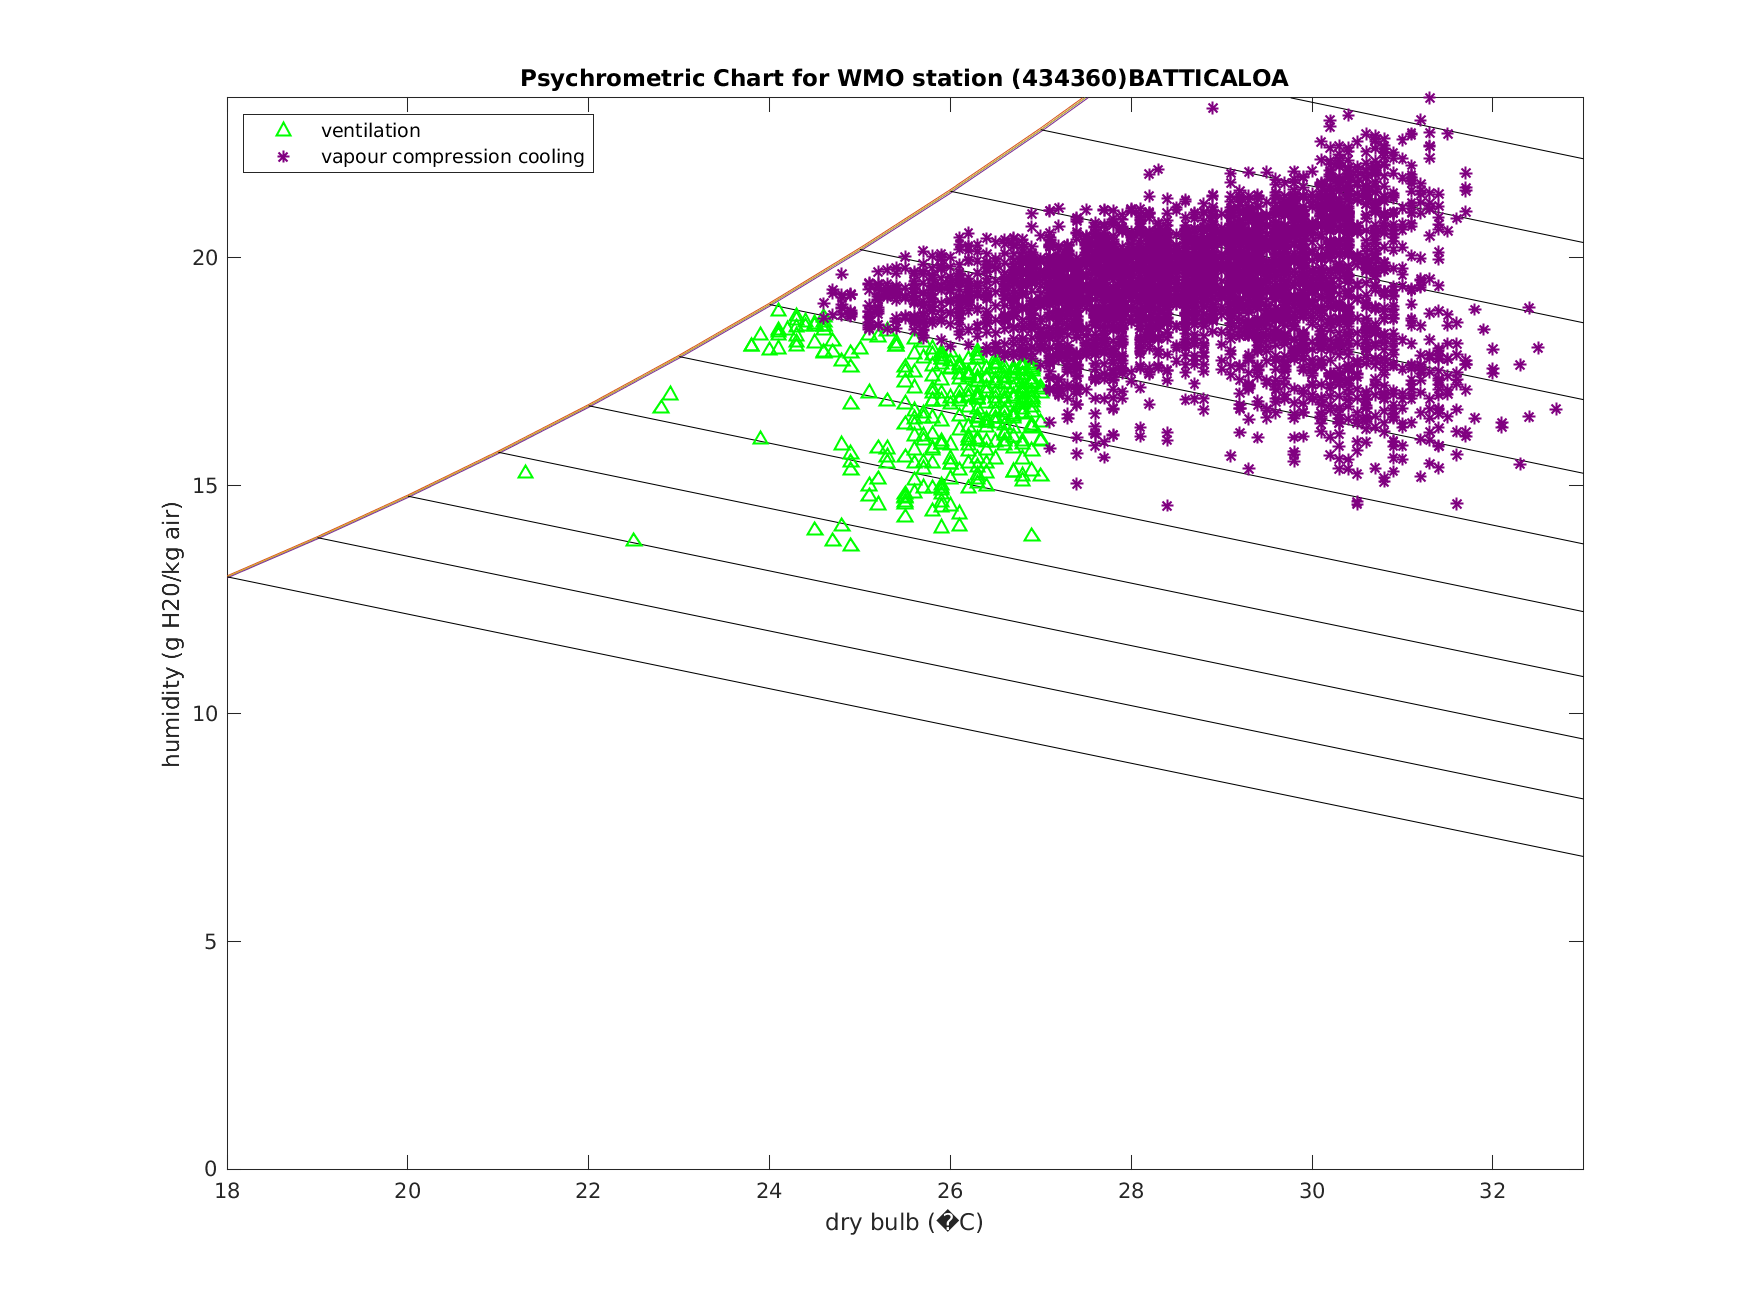 Psychrometric Chart for WMO station (434360)BATTICALOA
ventilation
vapour compression cooling
humidity (g H20/kg air)
20
15
10
5
0
18 20 22 24 26 28 30 32
dry bulb (�C)